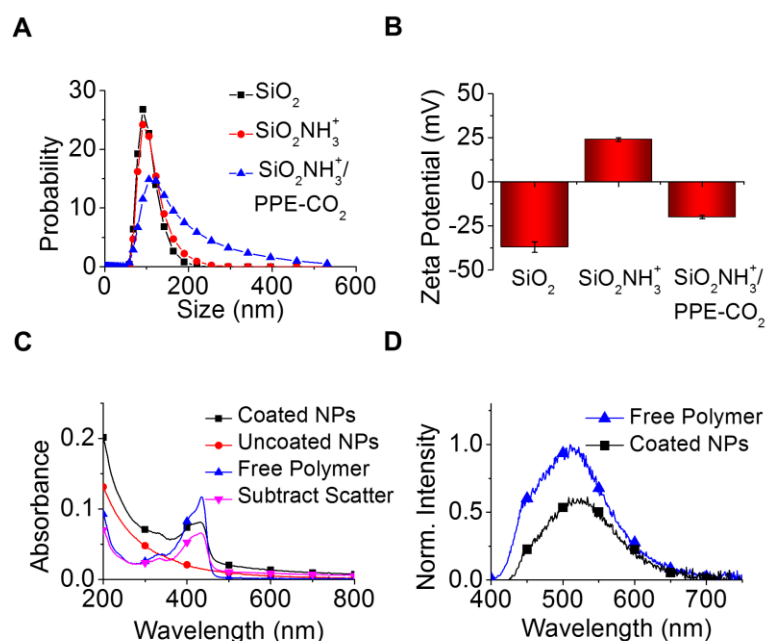 A
SiO₂
SiO₂NH₃⁺
SiO₂NH₃⁺/
PPE-CO₂
30
20
10
0
Probability
0 200 400 600
Size (nm)
B
50
25
0
-25
-50
Zeta Potential (mV)
SiO₂ SiO₂NH₃⁺ SiO₂NH₃⁺/
PPE-CO₂
C
Coated NPs
Uncoated NPs
Free Polymer
Subtract Scatter
0.2
0.1
0.0
Absorbance
200 400 600 800
Wavelength (nm)
D
Free Polymer
Coated NPs
1.0
0.5
0.0
Norm. Intensity
400 500 600 700
Wavelength (nm)